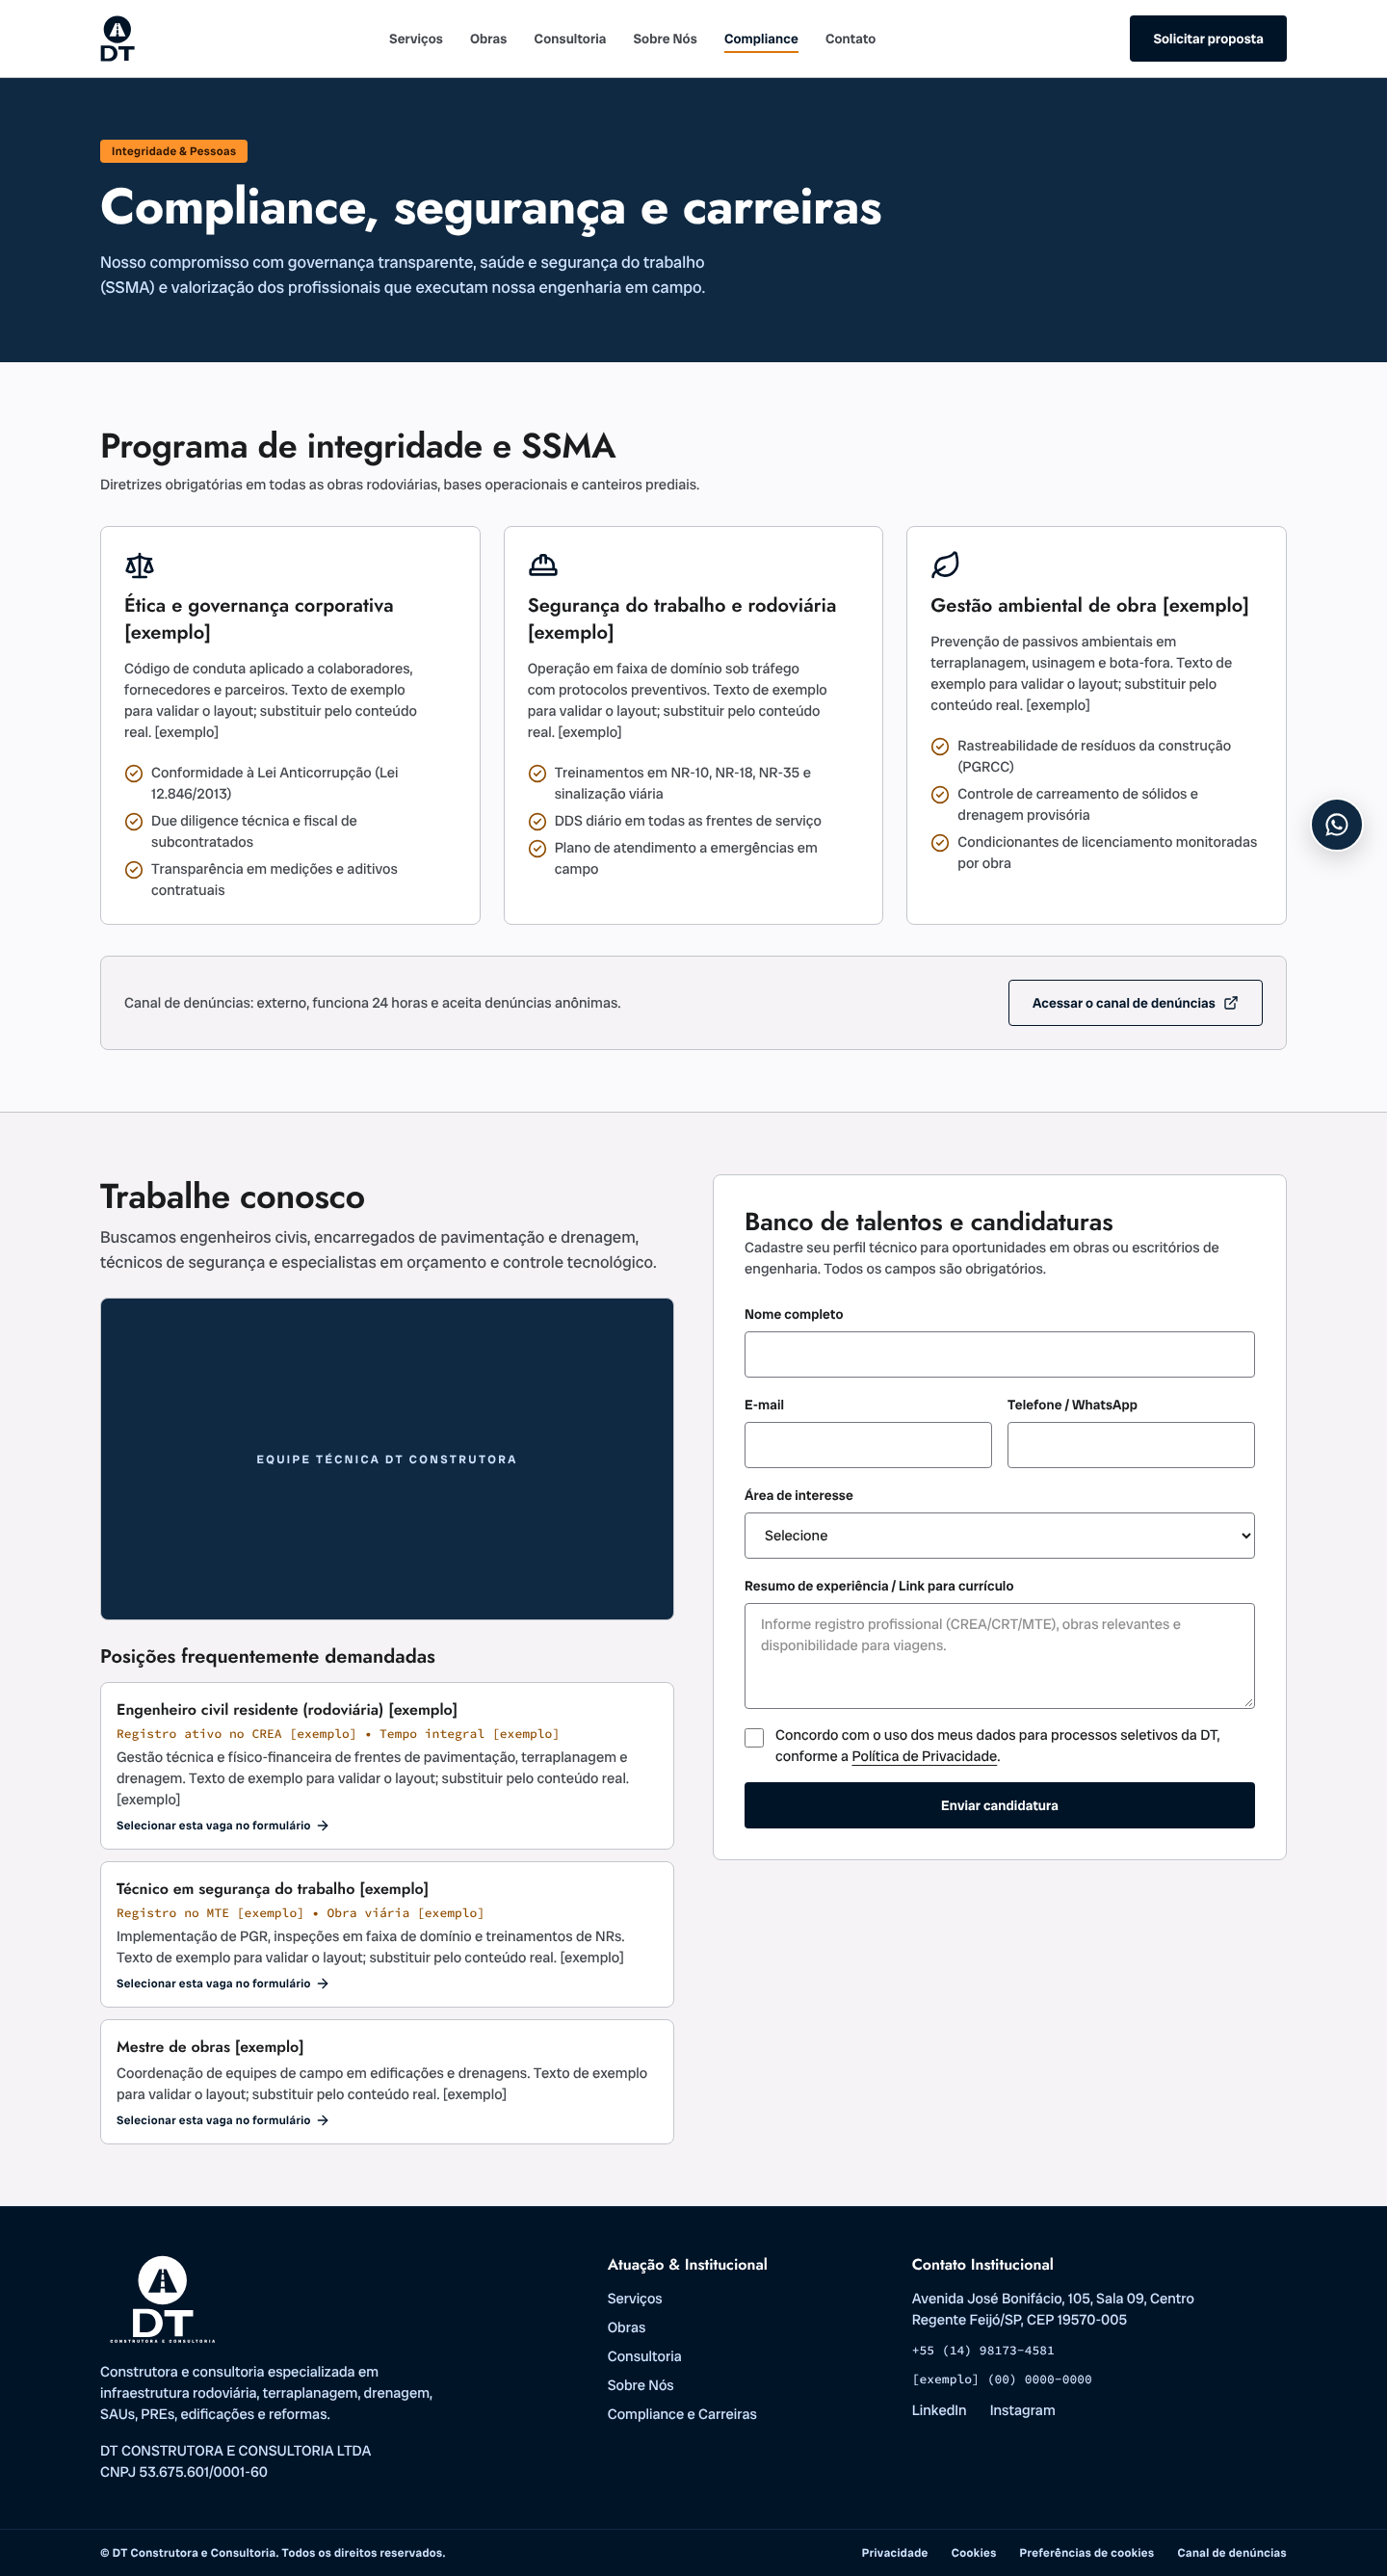 DT
Serviços
Obras
Consultoria
Sobre Nós
Compliance
Contato
Solicitar proposta
Integridade & Pessoas
Compliance, segurança e carreiras
Nosso compromisso com governança transparente, saúde e segurança do trabalho
(SSMA) e valorização dos profissionais que executam nossa engenharia em campo.
Programa de integridade e SSMA
Diretrizes obrigatórias em todas as obras rodoviárias, bases operacionais e canteiros prediais.
Ética e governança corporativa
[exemplo]
Código de conduta aplicado a colaboradores,
fornecedores e parceiros. Texto de exemplo
para validar o layout; substituir pelo conteúdo
real. [exemplo]
Conformidade à Lei Anticorrupção (Lei
12.846/2013)
Due diligence técnica e fiscal de
subcontratados
Transparência em medições e aditivos
contratuais
Segurança do trabalho e rodoviária
[exemplo]
Operação em faixa de domínio sob tráfego
com protocolos preventivos. Texto de exemplo
para validar o layout; substituir pelo conteúdo
real. [exemplo]
Treinamentos em NR-10, NR-18, NR-35 e
sinalização viária
DDS diário em todas as frentes de serviço
Plano de atendimento a emergências em
campo
Gestão ambiental de obra [exemplo]
Prevenção de passivos ambientais em
terraplanagem, usinagem e bota-fora. Texto de
exemplo para validar o layout; substituir pelo
conteúdo real. [exemplo]
Rastreabilidade de resíduos da construção
(PGRCC)
Controle de carreamento de sólidos e
drenagem provisória
Condicionantes de licenciamento monitoradas
por obra
Canal de denúncias: externo, funciona 24 horas e aceita denúncias anônimas.
Acessar o canal de denúncias
Trabalhe conosco
Buscamos engenheiros civis, encarregados de pavimentação e drenagem,
técnicos de segurança e especialistas em orçamento e controle tecnológico.
EQUIPE TÉCNICA DT CONSTRUTORA
Posições frequentemente demandadas
Engenheiro civil residente (rodoviária) [exemplo]
Registro ativo no CREA [exemplo] • Tempo integral [exemplo]
Gestão técnica e físico-financeira de frentes de pavimentação, terraplanagem e
drenagem. Texto de exemplo para validar o layout; substituir pelo conteúdo real.
[exemplo]
Selecionar esta vaga no formulário
Técnico em segurança do trabalho [exemplo]
Registro no MTE [exemplo] • Obra viária [exemplo]
Implementação de PGR, inspeções em faixa de domínio e treinamentos de NRs.
Texto de exemplo para validar o layout; substituir pelo conteúdo real. [exemplo]
Selecionar esta vaga no formulário
Mestre de obras [exemplo]
Coordenação de equipes de campo em edificações e drenagens. Texto de exemplo
para validar o layout; substituir pelo conteúdo real. [exemplo]
Selecionar esta vaga no formulário
Banco de talentos e candidaturas
Cadastre seu perfil técnico para oportunidades em obras ou escritórios de
engenharia. Todos os campos são obrigatórios.
Nome completo
E-mail
Telefone / WhatsApp
Área de interesse
Selecione
Resumo de experiência / Link para currículo
Informe registro profissional (CREA/CRT/MTE), obras relevantes e
disponibilidade para viagens.
Concordo com o uso dos meus dados para processos seletivos da DT,
conforme a Política de Privacidade.
Enviar candidatura
DT
CONSTRUTORA E CONSULTORIA
Construtora e consultoria especializada em
infraestrutura rodoviária, terraplanagem, drenagem,
SAUs, PREs, edificações e reformas.
DT CONSTRUTORA E CONSULTORIA LTDA
CNPJ 53.675.601/0001-60
Atuação & Institucional
Serviços
Obras
Consultoria
Sobre Nós
Compliance e Carreiras
Contato Institucional
Avenida José Bonifácio, 105, Sala 09, Centro
Regente Feijó/SP, CEP 19570-005
+55 (14) 98173-4581
[exemplo] (00) 0000-0000
LinkedIn
Instagram
© DT Construtora e Consultoria. Todos os direitos reservados.
Privacidade
Cookies
Preferências de cookies
Canal de denúncias